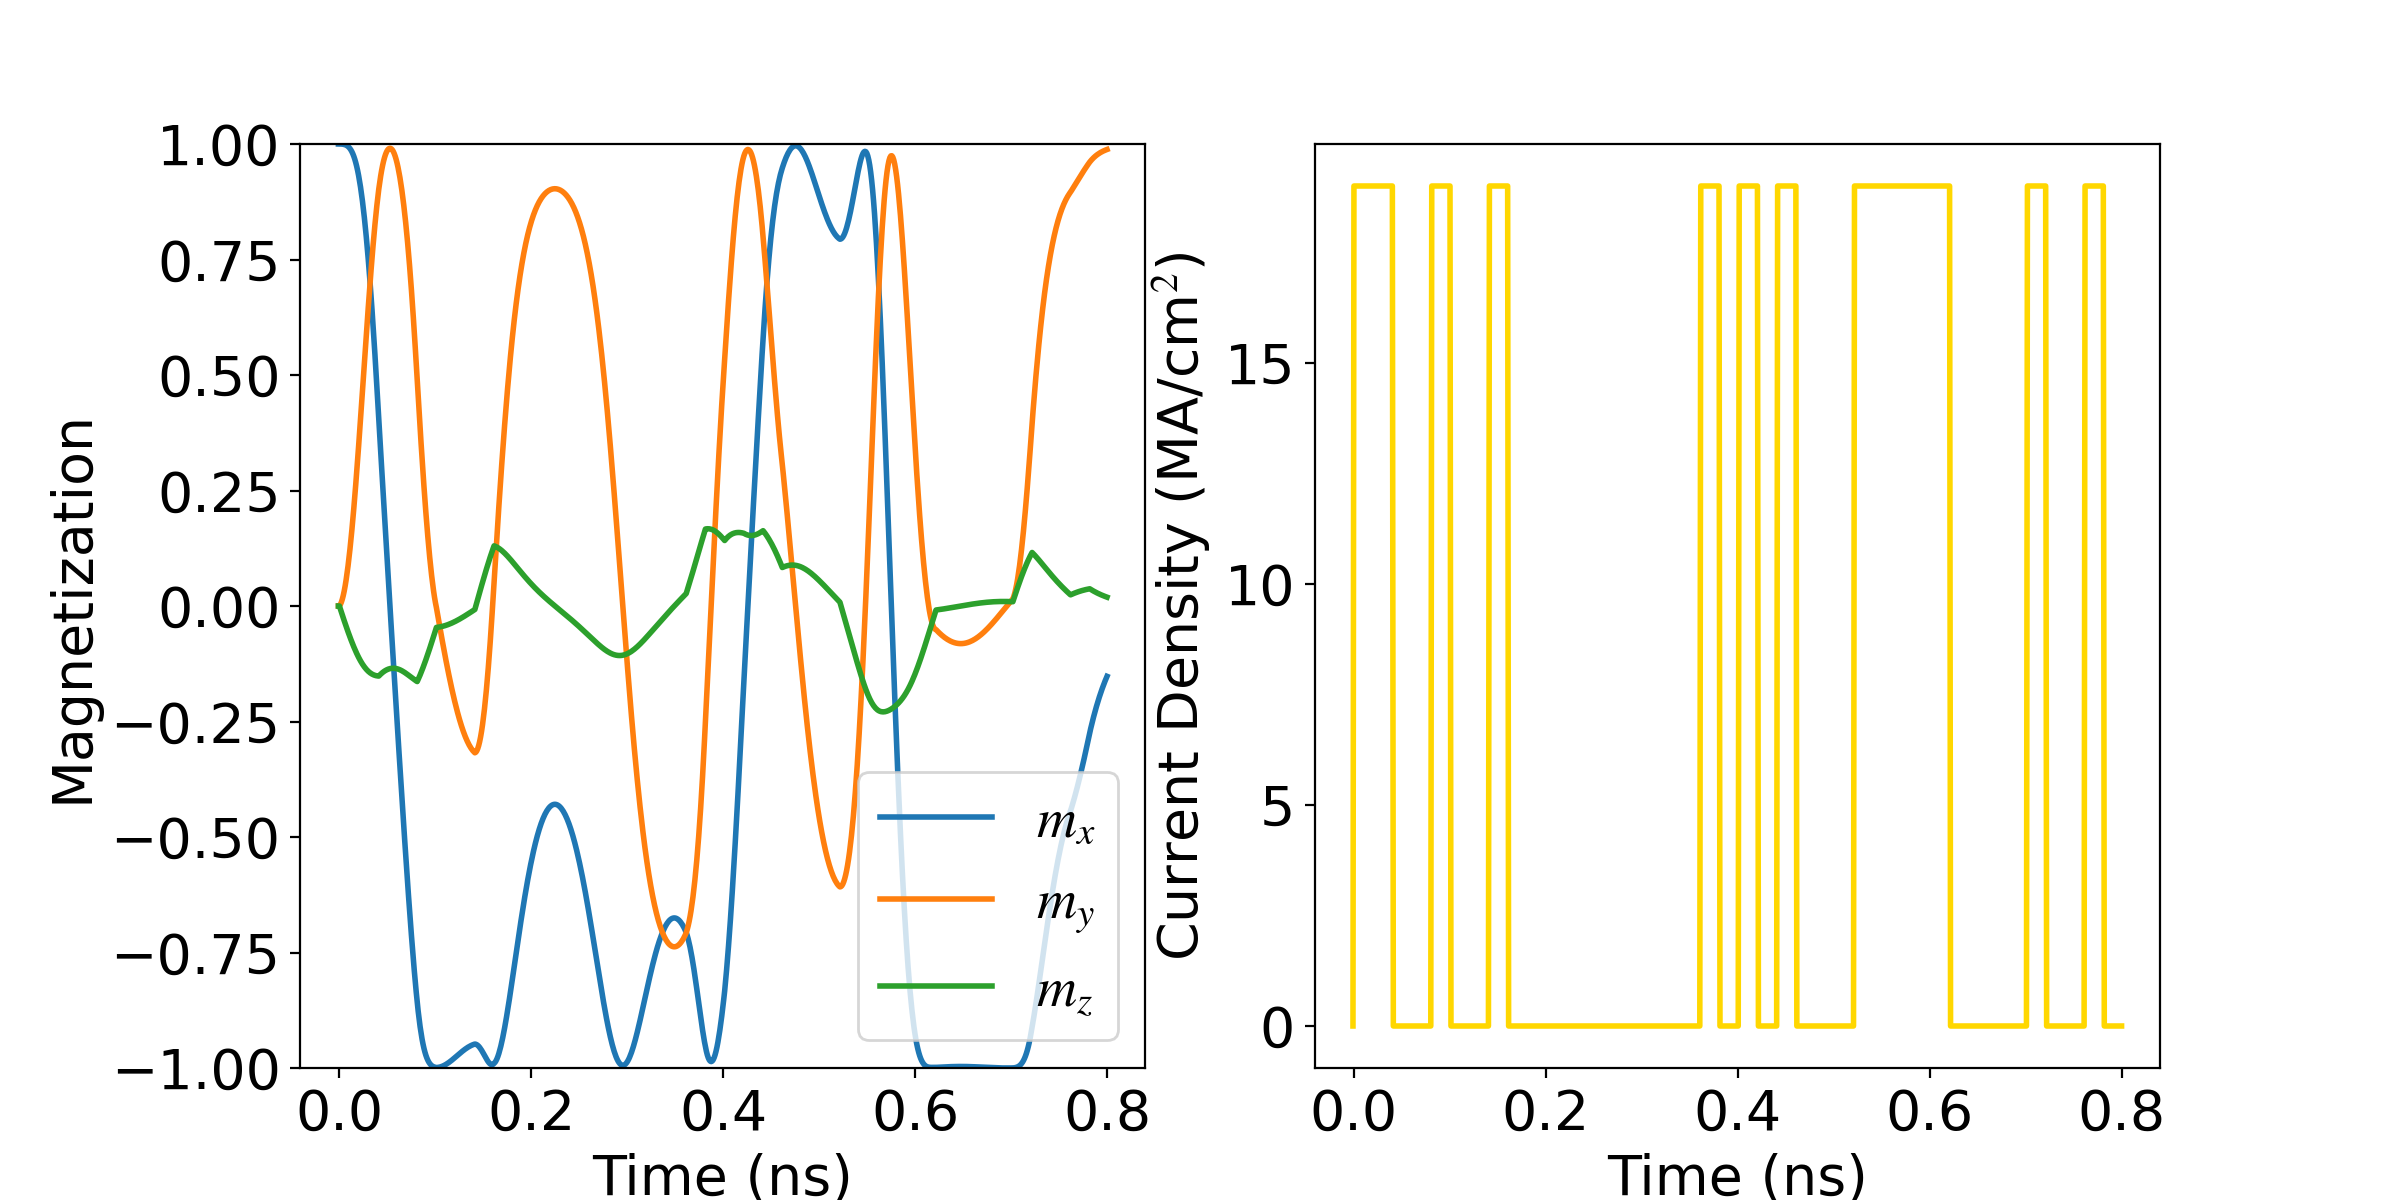 Magnetization
1.00
0.75
0.50
0.25
0.00
−0.25
−0.50
−0.75
−1.00
0.0 0.2 0.4 0.6 0.8
Time (ns)
m_x
m_y
m_z
Current Density (MA/cm²)
15
10
5
0
0.0 0.2 0.4 0.6 0.8
Time (ns)